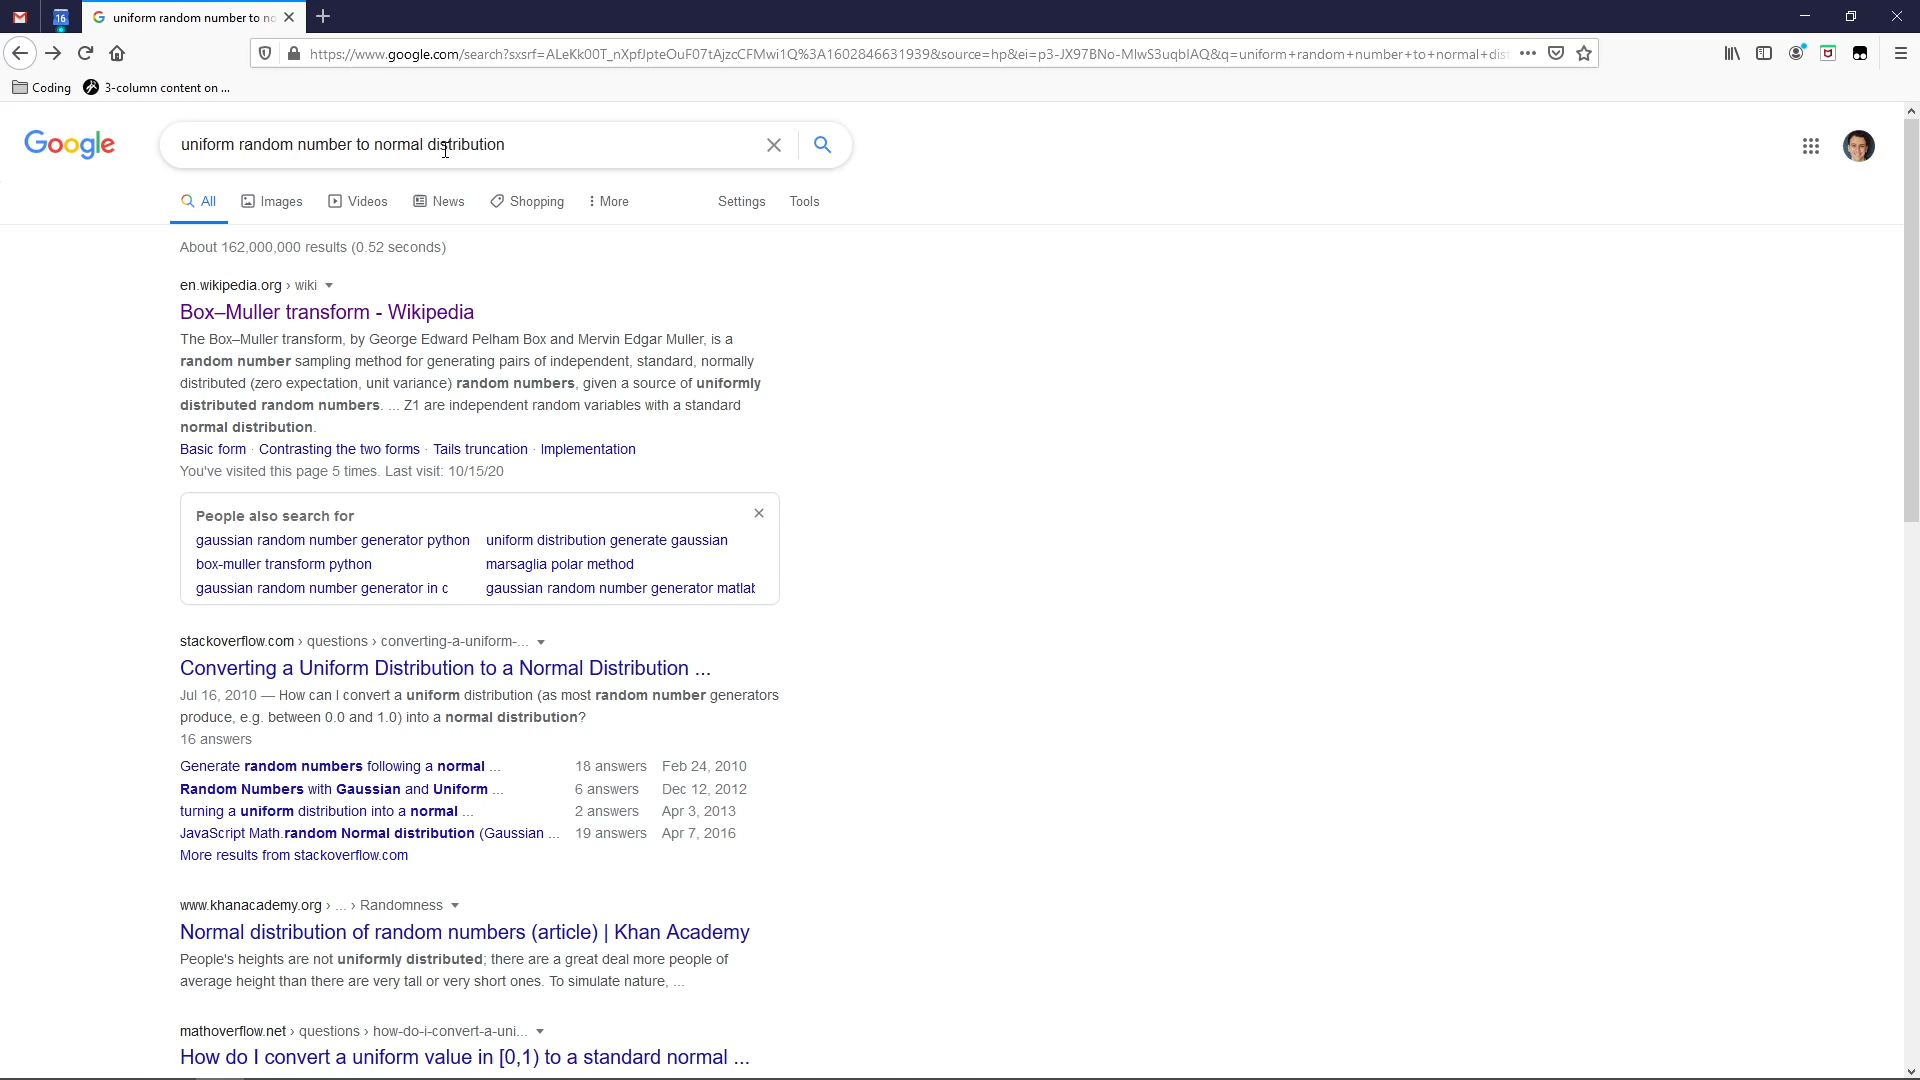 16
uniform random number to no
https://www.google.com/search?sxsrf=ALeKk00T_nXpfJpteOuF07tAjzcCFMwi1Q%3A1602846631939&source=hp&ei=p3-JX97BNo-MlwS3uqbIAQ&q=uniform+random+number+to+normal+dis
Coding
3-column content on ...
Google
uniform random number to normal distribution
All
Images
Videos
News
Shopping
More
Settings
Tools
About 162,000,000 results (0.52 seconds)
en.wikipedia.org › wiki
Box–Muller transform - Wikipedia
The Box–Muller transform, by George Edward Pelham Box and Mervin Edgar Muller, is a
random number sampling method for generating pairs of independent, standard, normally
distributed (zero expectation, unit variance) random numbers, given a source of uniformly
distributed random numbers. ... Z1 are independent random variables with a standard
normal distribution.
Basic form · Contrasting the two forms · Tails truncation · Implementation
You've visited this page 5 times. Last visit: 10/15/20
People also search for
gaussian random number generator python
uniform distribution generate gaussian
box-muller transform python
marsaglia polar method
gaussian random number generator in c
gaussian random number generator matlab
stackoverflow.com › questions › converting-a-uniform-...
Converting a Uniform Distribution to a Normal Distribution ...
Jul 16, 2010 — How can I convert a uniform distribution (as most random number generators
produce, e.g. between 0.0 and 1.0) into a normal distribution?
16 answers
Generate random numbers following a normal ... 18 answers Feb 24, 2010
Random Numbers with Gaussian and Uniform ... 6 answers Dec 12, 2012
turning a uniform distribution into a normal ... 2 answers Apr 3, 2013
JavaScript Math.random Normal distribution (Gaussian ... 19 answers Apr 7, 2016
More results from stackoverflow.com
www.khanacademy.org › ... › Randomness
Normal distribution of random numbers (article) | Khan Academy
People's heights are not uniformly distributed; there are a great deal more people of
average height than there are very tall or very short ones. To simulate nature, ...
mathoverflow.net › questions › how-do-i-convert-a-uni...
How do I convert a uniform value in [0,1) to a standard normal ...